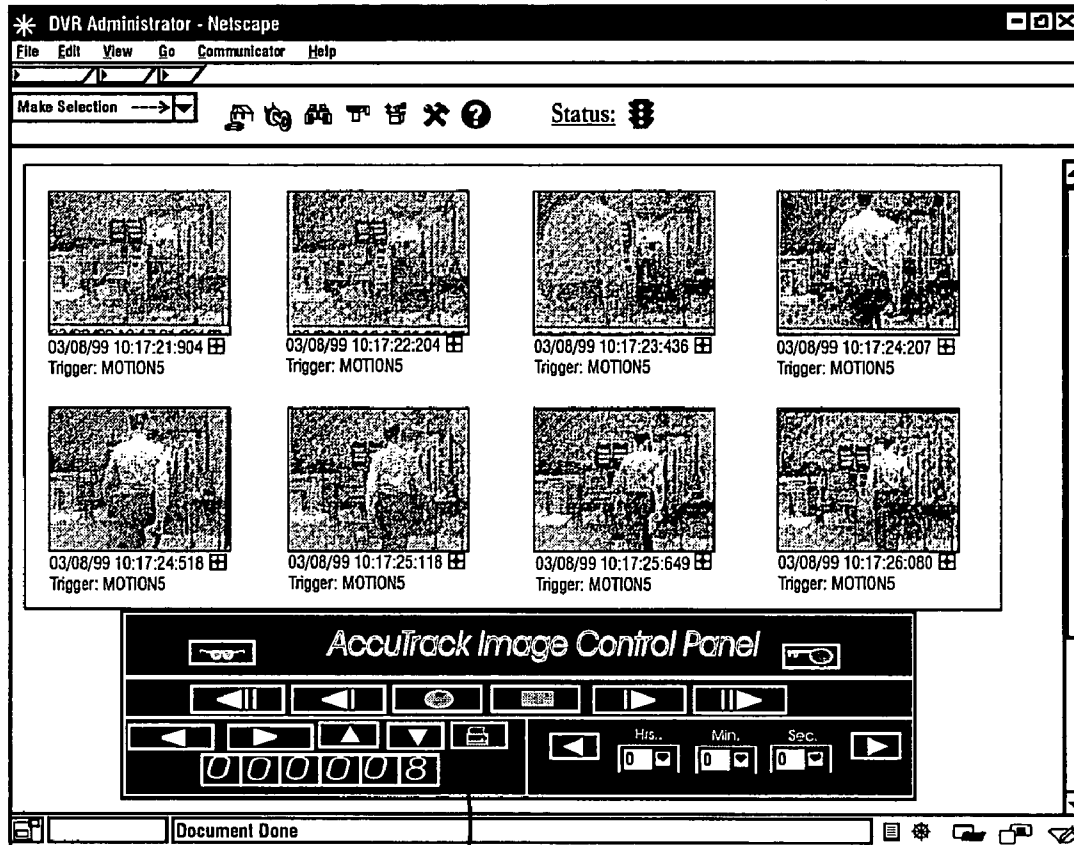 DVR Administrator - Netscape
File Edit View Go Communicator Help
Make Selection ---->
Status:
03/08/99 10:17:21:904
03/08/99 10:17:22:204
03/08/99 10:17:23:436
03/08/99 10:17:24:207
Trigger: MOTION5
Trigger: MOTION5
Trigger: MOTION5
Trigger: MOTION5
03/08/99 10:17:24:518
03/08/99 10:17:25:118
03/08/99 10:17:25:649
03/08/99 10:17:26:080
Trigger: MOTION5
Trigger: MOTION5
Trigger: MOTION5
Trigger: MOTION5
AccuTrack Image Control Panel
Hrs.. Min. Sec.
0 0 0
000008
Document Done